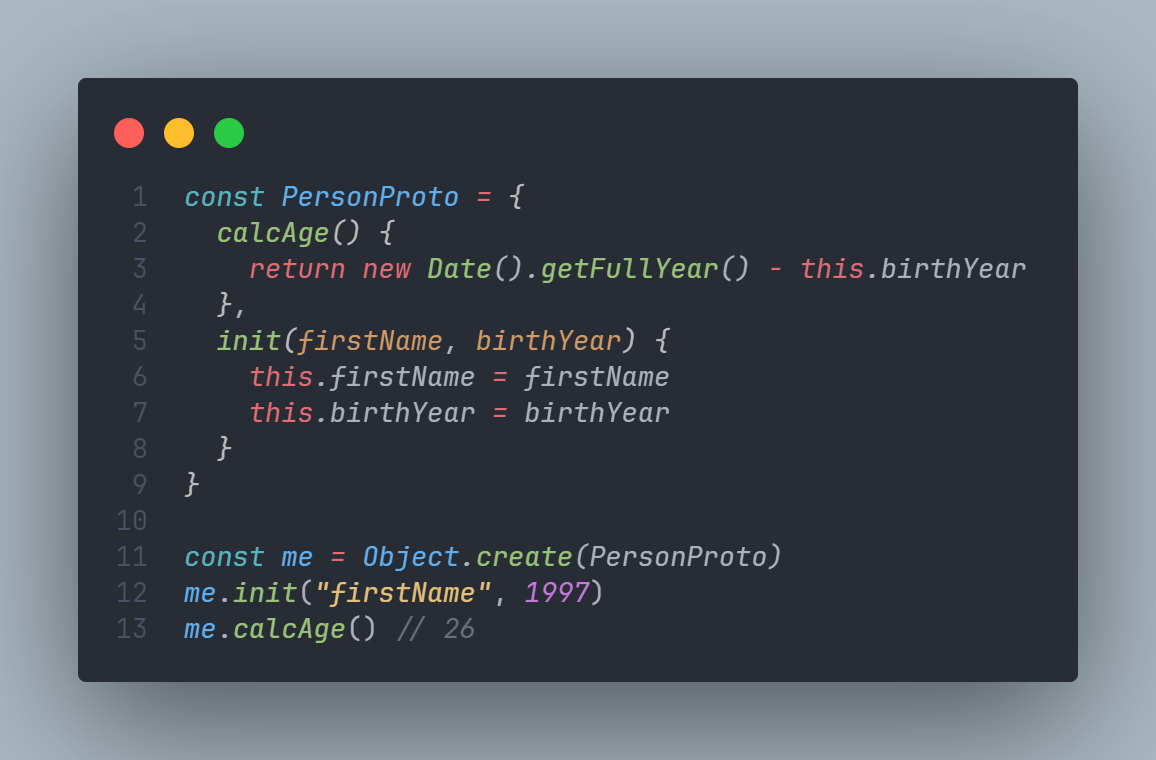 1 const PersonProto = {
2   calcAge() {
3     return new Date().getFullYear() - this.birthYear
4   },
5   init(firstName, birthYear) {
6     this.firstName = firstName
7     this.birthYear = birthYear
8   }
9 }
10
11 const me = Object.create(PersonProto)
12 me.init("firstName", 1997)
13 me.calcAge() // 26